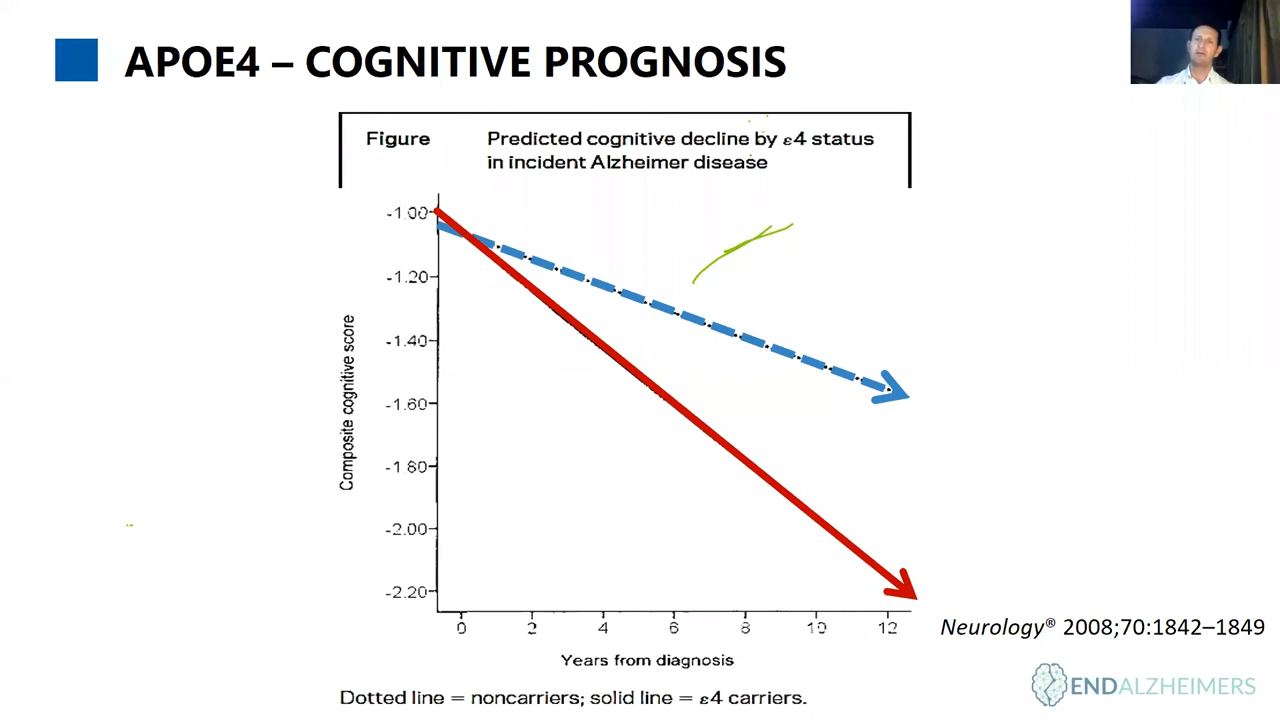 APOE4 – COGNITIVE PROGNOSIS
Figure Predicted cognitive decline by ε4 status
in incident Alzheimer disease
-1.00
-1.20
-1.40
-1.60
-1.80
-2.00
-2.20
Composite cognitive score
0 2 4 6 8 10 12
Years from diagnosis
Dotted line = noncarriers; solid line = ε4 carriers.
Neurology® 2008;70:1842–1849
ENDALZHEIMERS